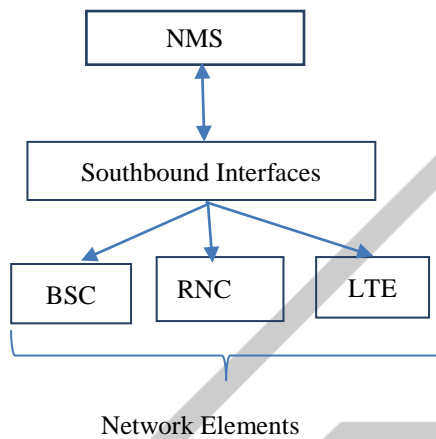 NMS
Southbound Interfaces
BSC
RNC
LTE
Network Elements